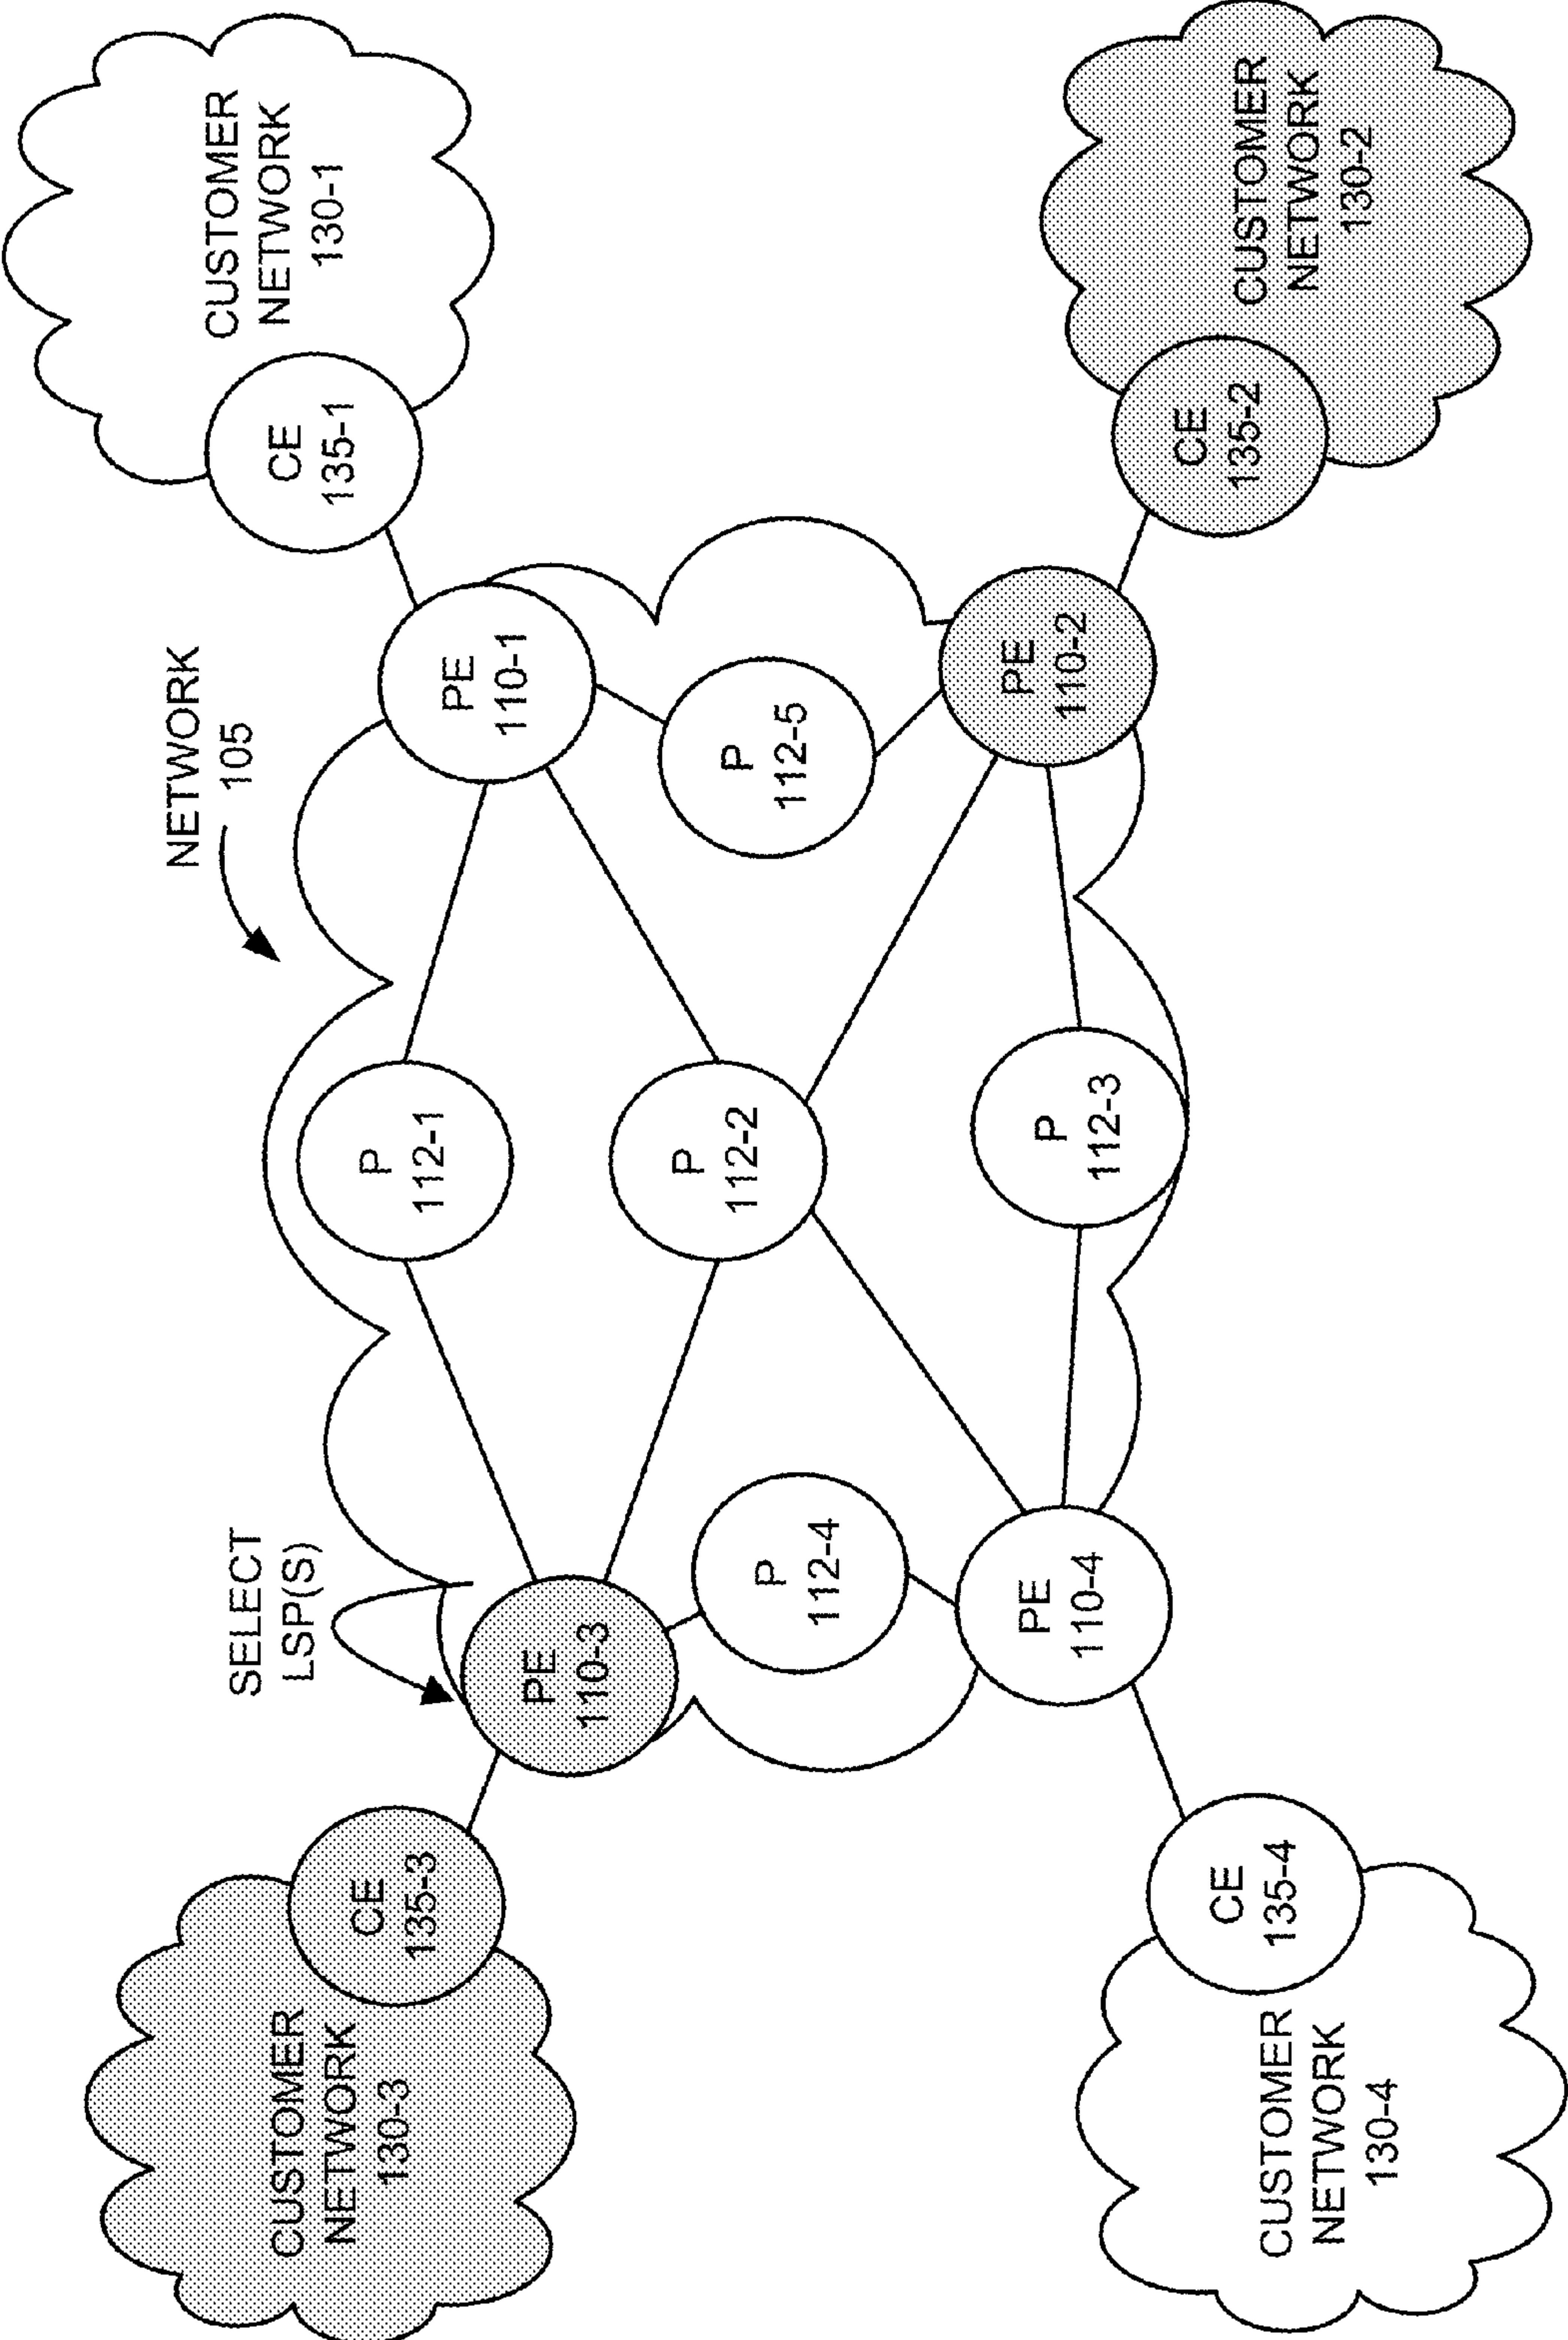 CUSTOMER
NETWORK
130-3
CE
135-3
SELECT
LSP(S)
PE
110-3
P
112-1
NETWORK
105
PE
110-1
CE
135-1
CUSTOMER
NETWORK
130-1
P
112-4
P
112-2
P
112-5
CUSTOMER
NETWORK
130-4
CE
135-4
PE
110-4
P
112-3
PE
110-2
CE
135-2
CUSTOMER
NETWORK
130-2